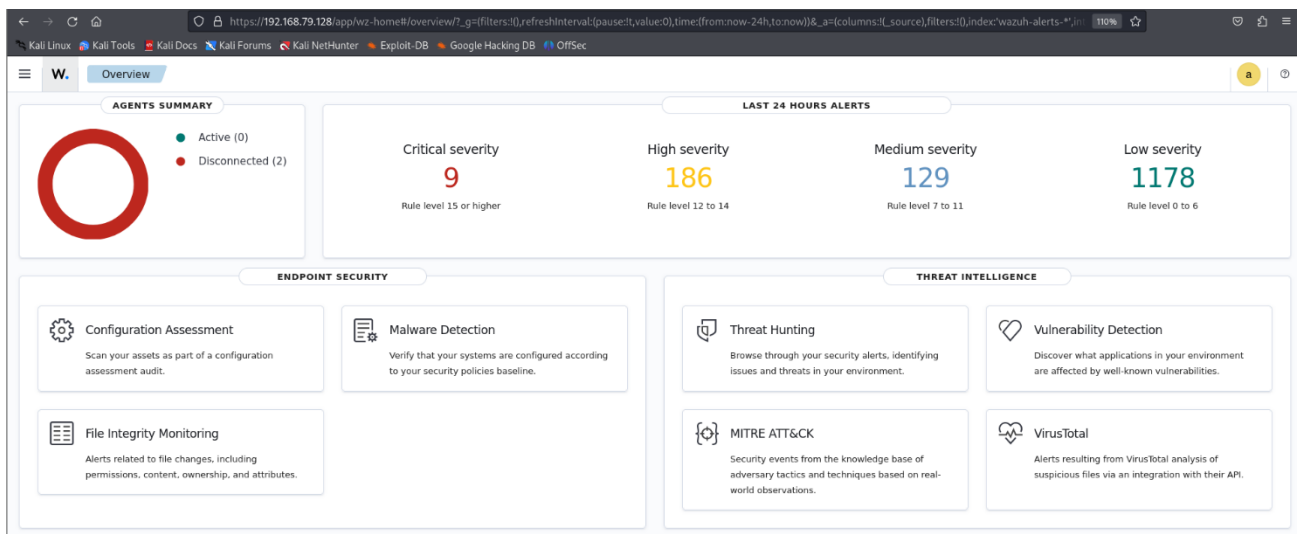 https://192.168.79.128/app/wz-home#/overview/?_g=(filters:!(),refreshInterval:(pause:!t,value:0),time:(from:now-24h,to:now))&_a=(columns:!(_source),filters:!(),index:'wazuh-alerts-*',int 110%
Kali Linux Kali Tools Kali Docs Kali Forums Kali NetHunter Exploit-DB Google Hacking DB OffSec
W. Overview a
AGENTS SUMMARY
Active (0)
Disconnected (2)
LAST 24 HOURS ALERTS
Critical severity High severity Medium severity Low severity
9 186 129 1178
Rule level 15 or higher Rule level 12 to 14 Rule level 7 to 11 Rule level 0 to 6
ENDPOINT SECURITY
Configuration Assessment
Scan your assets as part of a configuration
assessment audit.
Malware Detection
Verify that your systems are configured according
to your security policies baseline.
File Integrity Monitoring
Alerts related to file changes, including
permissions, content, ownership, and attributes.
THREAT INTELLIGENCE
Threat Hunting
Browse through your security alerts, identifying
issues and threats in your environment.
Vulnerability Detection
Discover what applications in your environment
are affected by well-known vulnerabilities.
MITRE ATT&CK
Security events from the knowledge base of
adversary tactics and techniques based on real-
world observations.
VirusTotal
Alerts resulting from VirusTotal analysis of
suspicious files via an integration with their API.